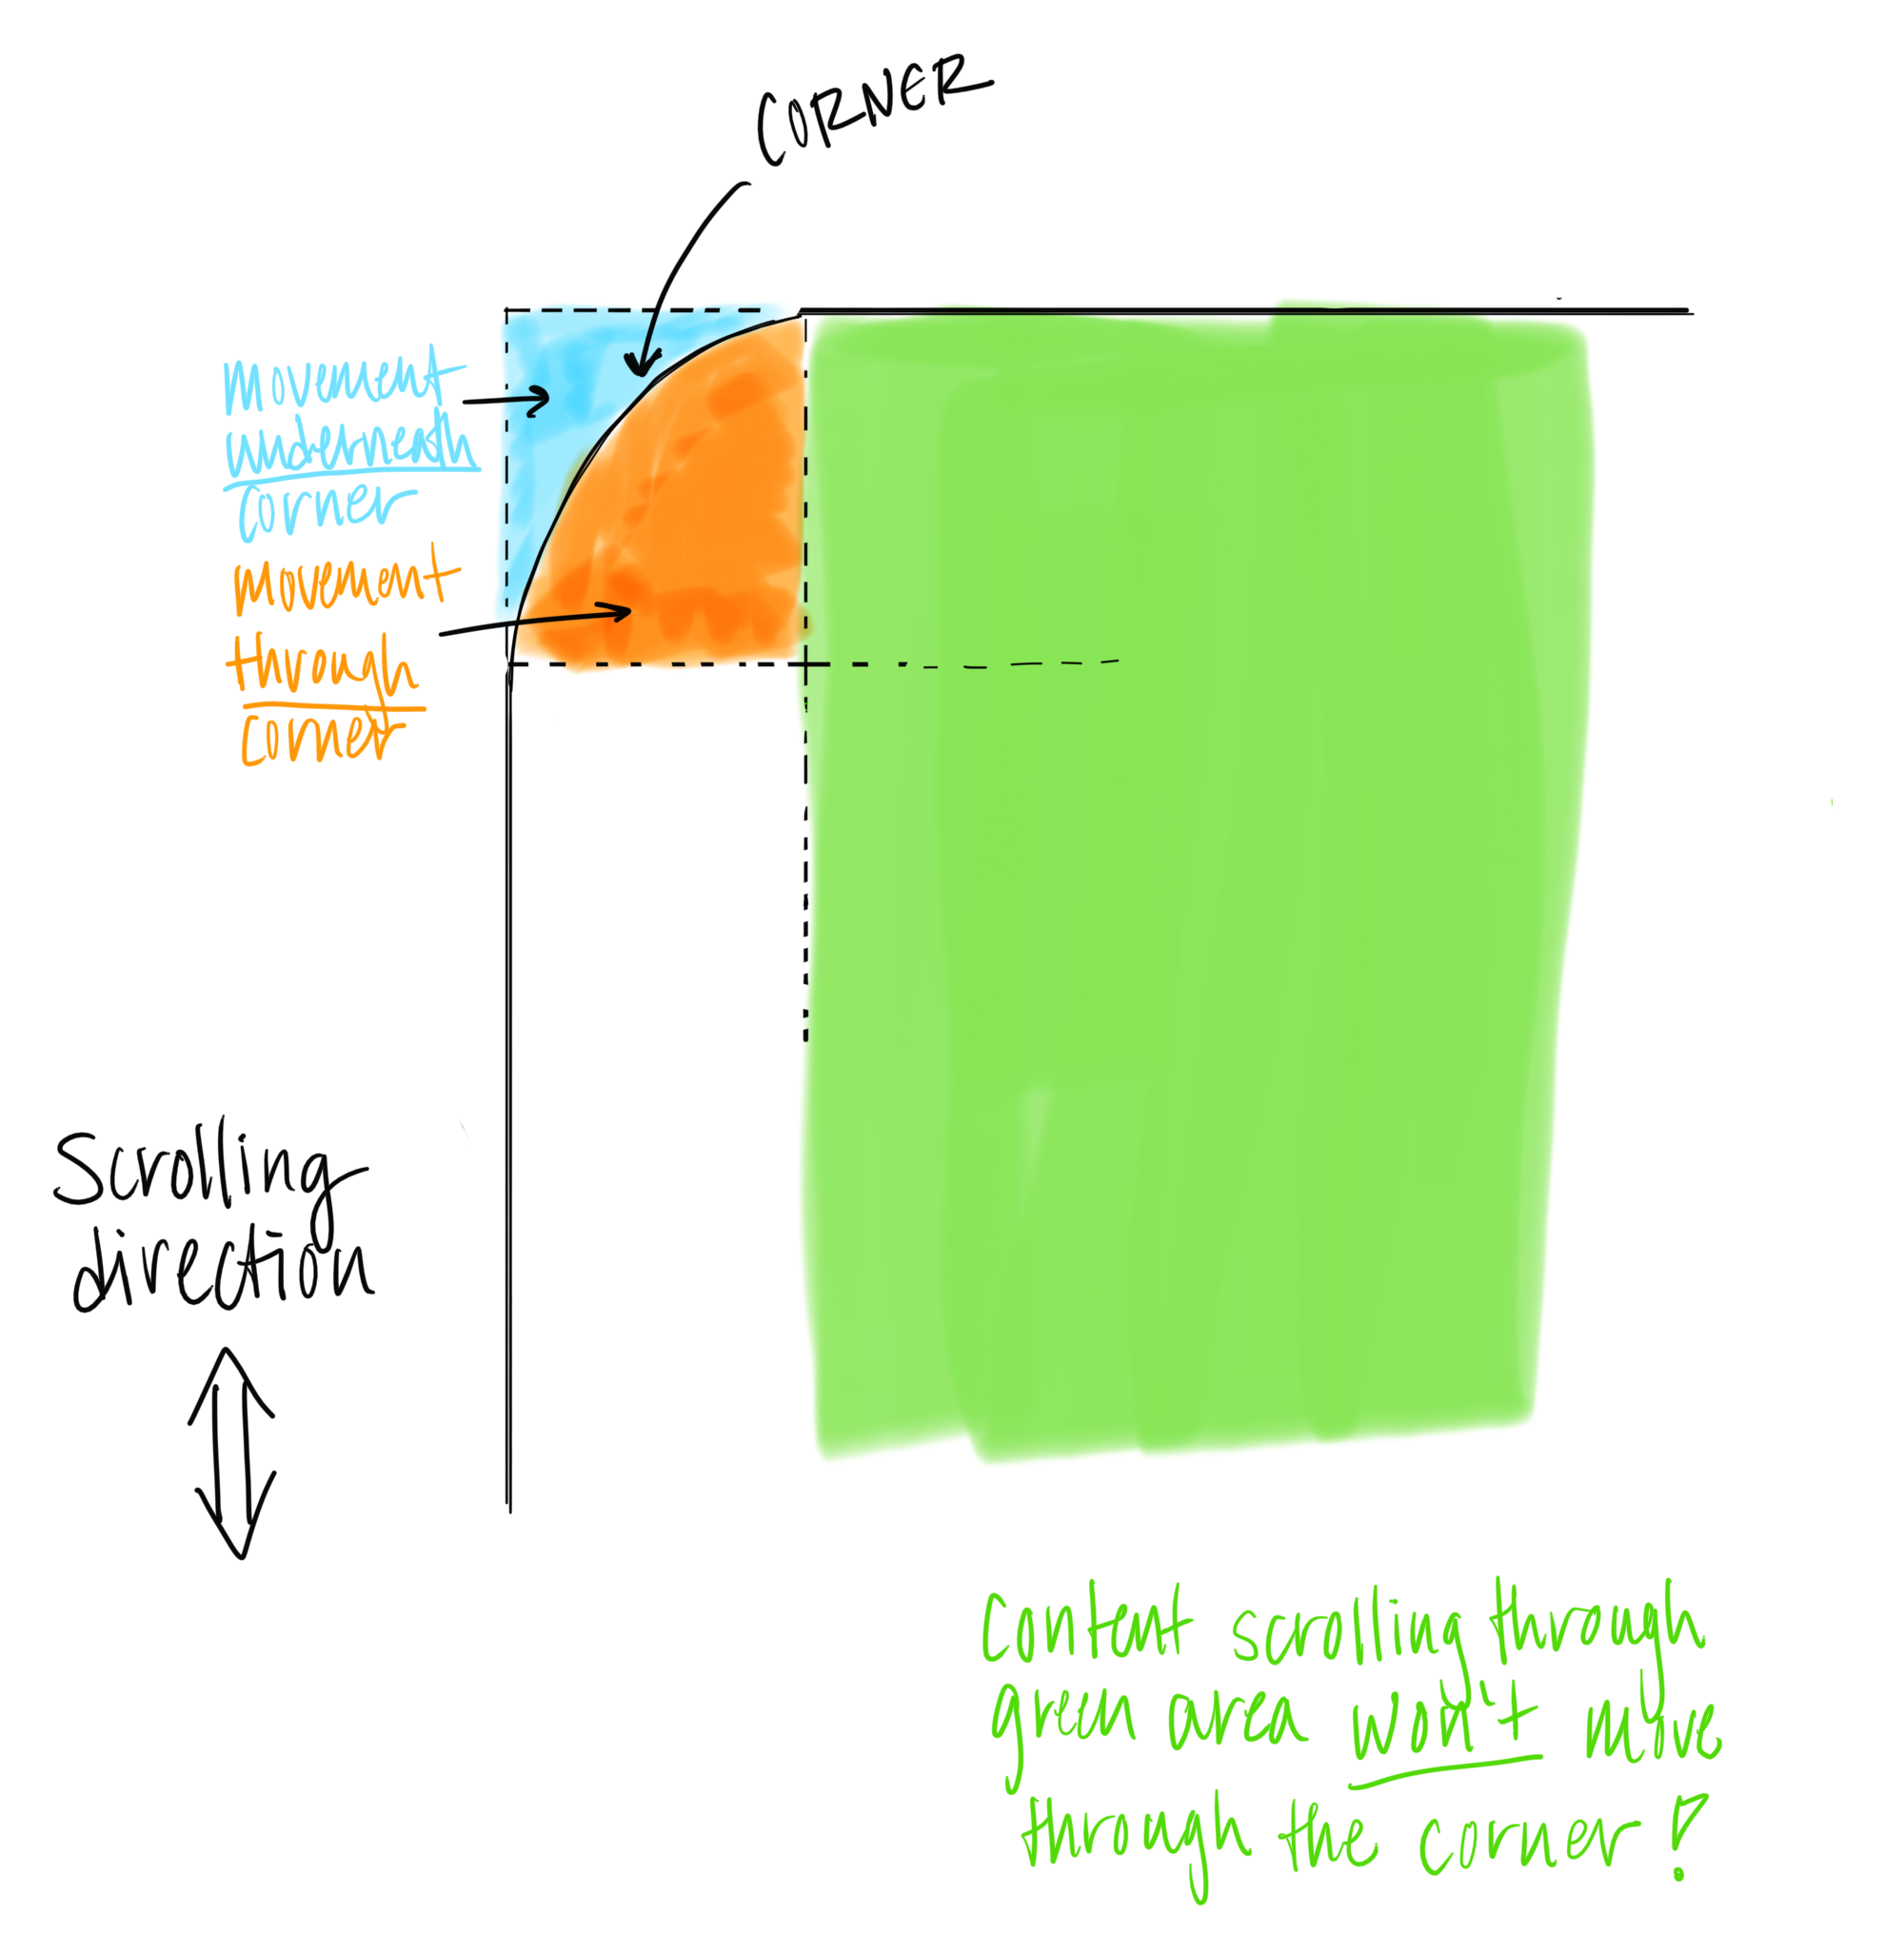 CORNER
movement
underneath
corner
movement
through
corner
Scrolling
direction
Content scrolling through
green area won't move
through the corner!